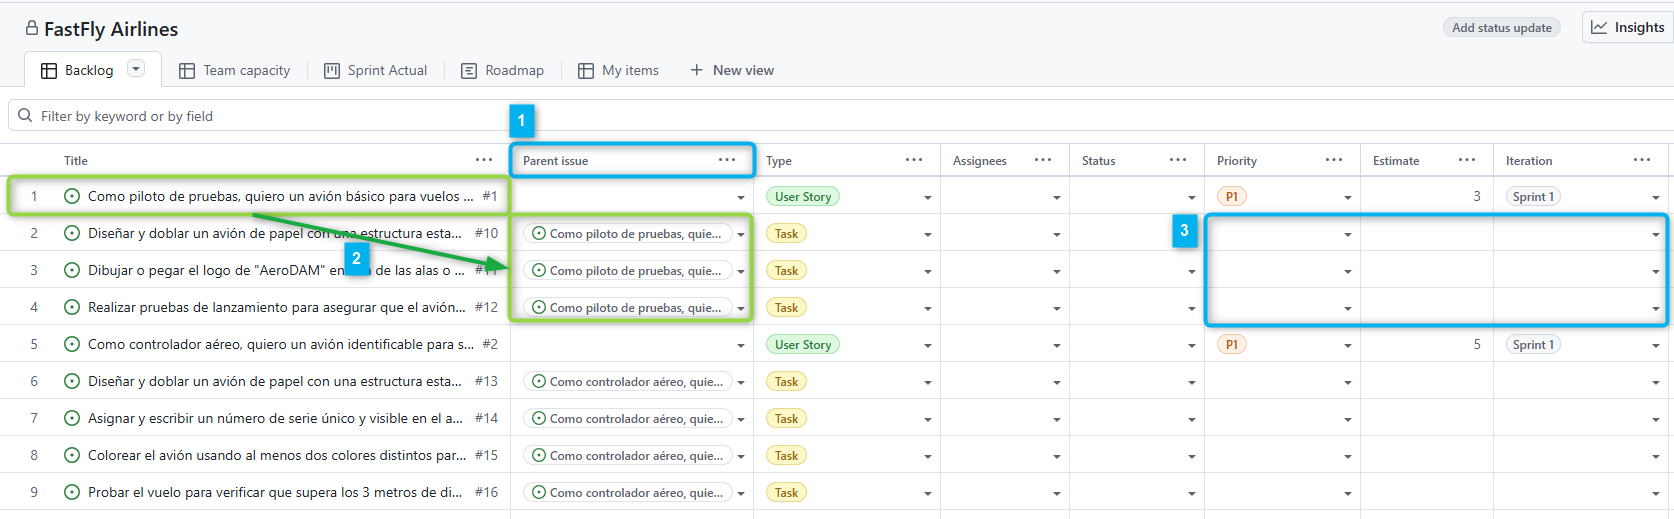 FastFly Airlines
Add status update
Insights
Backlog
Team capacity
Sprint Actual
Roadmap
My items
+ New view
Filter by keyword or by field
1
Title ... Parent issue ... Type ... Assignees ... Status ... Priority ... Estimate ... Iteration ...
1 Como piloto de pruebas, quiero un avión básico para vuelos ... #1 User Story P1 3 Sprint 1
2 Diseñar y doblar un avión de papel con una estructura esta... #10 Como piloto de pruebas, quie... Task
3
2
3 Dibujar o pegar el logo de "AeroDAM" en de las alas o ... Como piloto de pruebas, quie... Task
4 Realizar pruebas de lanzamiento para asegurar que el avión... #12 Como piloto de pruebas, quie... Task
5 Como controlador aéreo, quiero un avión identificable para s... #2 User Story P1 5 Sprint 1
6 Diseñar y doblar un avión de papel con una estructura esta... #13 Como controlador aéreo, quie... Task
7 Asignar y escribir un número de serie único y visible en el a... #14 Como controlador aéreo, quie... Task
8 Colorear el avión usando al menos dos colores distintos par... #15 Como controlador aéreo, quie... Task
9 Probar el vuelo para verificar que supera los 3 metros de di... #16 Como controlador aéreo, quie... Task